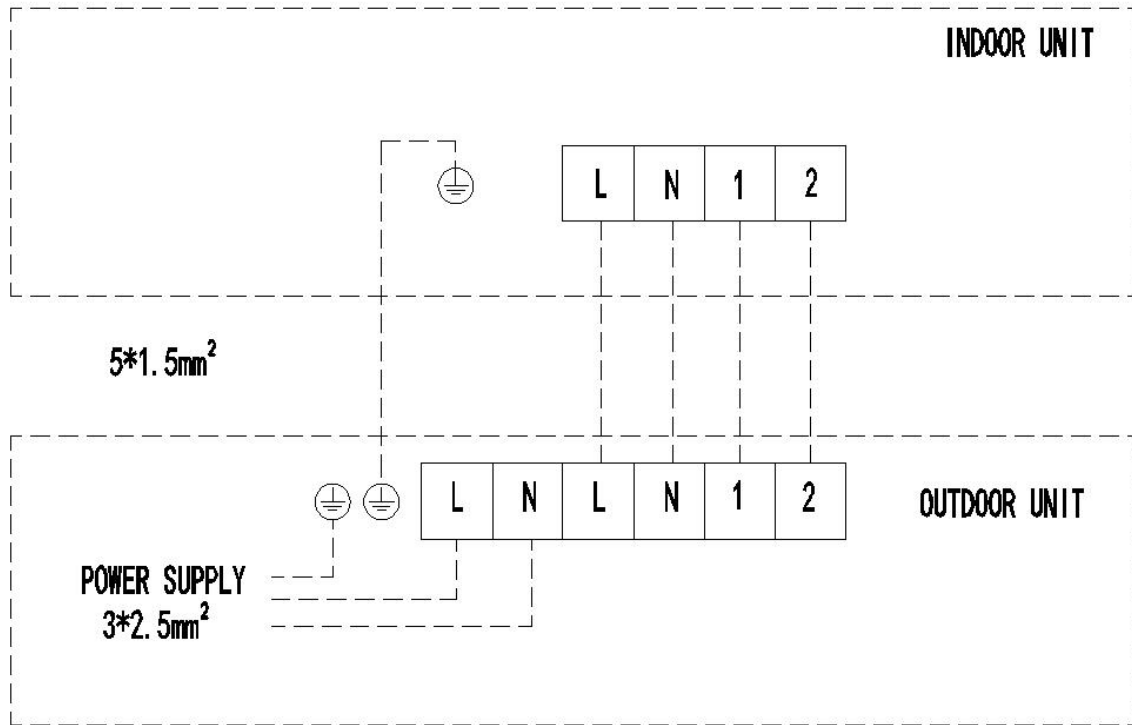 INDOOR UNIT
L N 1 2
5*1.5mm²
L N L N 1 2
OUTDOOR UNIT
POWER SUPPLY
3*2.5mm²